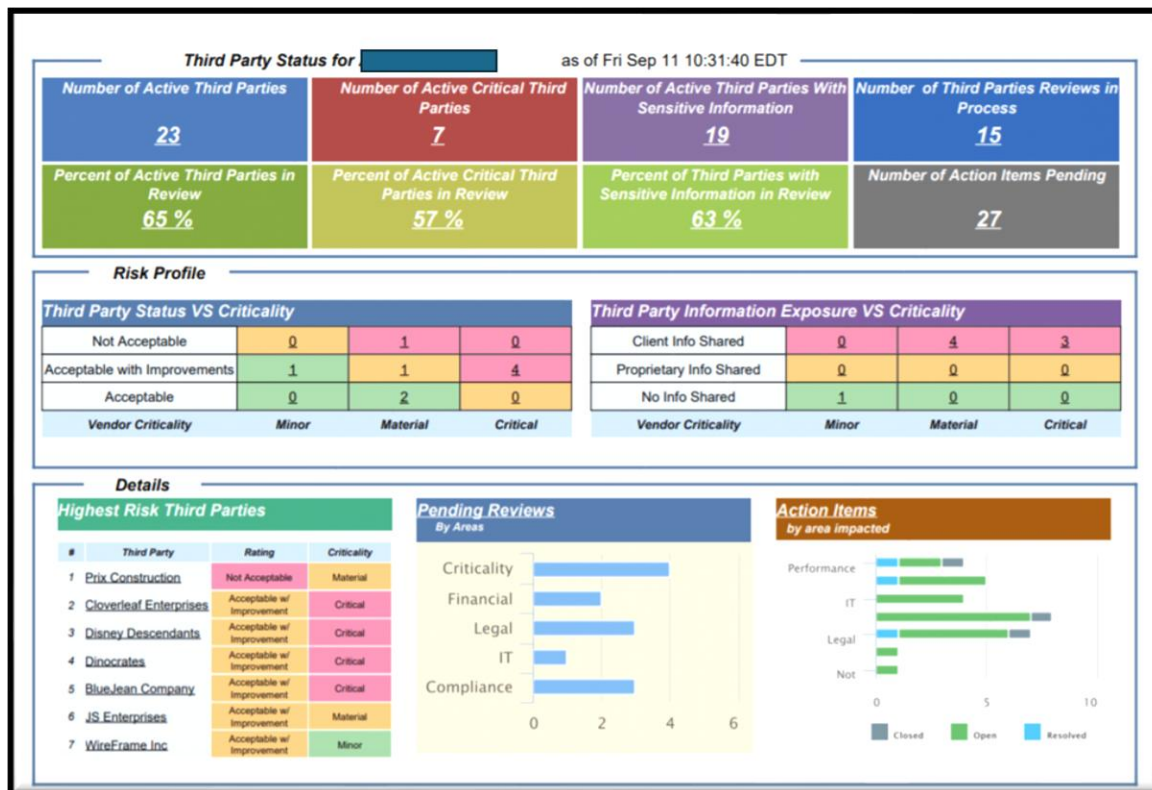 Third Party Status for
as of Fri Sep 11 10:31:40 EDT
Number of Active Third Parties
23
Number of Active Critical Third
Parties
7
Number of Active Third Parties With
Sensitive Information
19
Number of Third Parties Reviews in
Process
15
Percent of Active Third Parties in
Review
65 %
Percent of Active Critical Third
Parties in Review
57 %
Percent of Third Parties with
Sensitive Information in Review
63 %
Number of Action Items Pending
27
Risk Profile
Third Party Status VS Criticality
Not Acceptable 0 1 0
Acceptable with Improvements 1 1 4
Acceptable 0 2 0
Vendor Criticality Minor Material Critical
Third Party Information Exposure VS Criticality
Client Info Shared 0 4 3
Proprietary Info Shared 0 0 0
No Info Shared 1 0 0
Vendor Criticality Minor Material Critical
Details
Highest Risk Third Parties
# Third Party Rating Criticality
1 Prix Construction Not Acceptable Material
2 Cloverleaf Enterprises Acceptable w/ Improvement Critical
3 Disney Descendants Acceptable w/ Improvement Critical
4 Dinocrates Acceptable w/ Improvement Critical
5 BlueJean Company Acceptable w/ Improvement Critical
6 JS Enterprises Acceptable w/ Improvement Material
7 WireFrame Inc Acceptable w/ Improvement Minor
Pending Reviews
By Areas
Criticality
Financial
Legal
IT
Compliance
0 2 4 6
Action Items
by area impacted
Performance
IT
Legal
Not
0 5 10
Closed Open Resolved